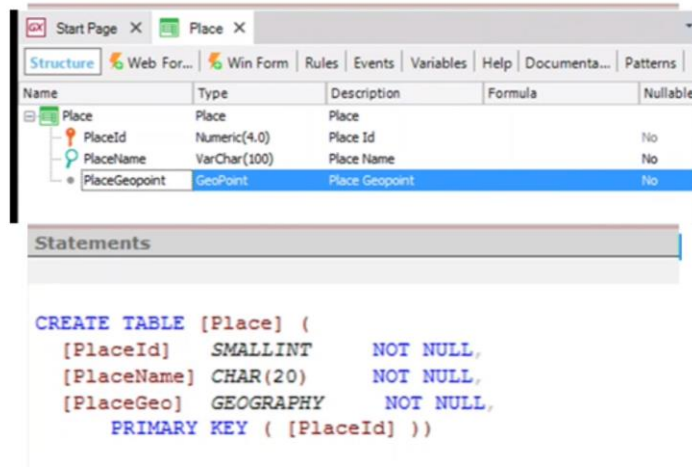 Start Page X Place X
Structure Web For... Win Form Rules Events Variables Help Documenta... Patterns
Name Type Description Formula Nullable
Place Place Place
PlaceId Numeric(4.0) Place Id No
PlaceName VarChar(100) Place Name No
PlaceGeopoint GeoPoint Place Geopoint No
Statements
CREATE TABLE [Place] (
[PlaceId] SMALLINT NOT NULL,
[PlaceName] CHAR(20) NOT NULL,
[PlaceGeo] GEOGRAPHY NOT NULL,
PRIMARY KEY ( [PlaceId] ))